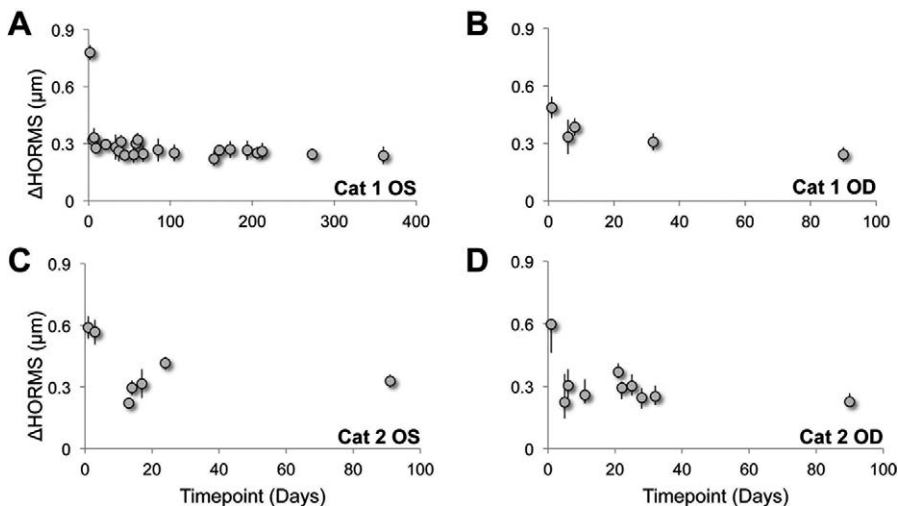 A
B
ΔHORMS (µm)
0.9
0.6
0.3
0
Cat 1 OS
0 100 200 300 400
0.9
0.6
0.3
0
Cat 1 OD
0 20 40 60 80 100
C
D
ΔHORMS (µm)
0.9
0.6
0.3
0
Cat 2 OS
0 20 40 60 80 100
Timepoint (Days)
0.9
0.6
0.3
0
Cat 2 OD
0 20 40 60 80 100
Timepoint (Days)